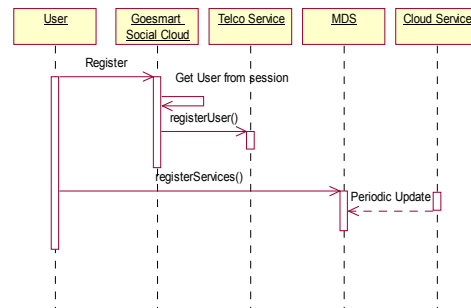 User
Goesmart
Social Cloud
Telco Service
MDS
Cloud Service
Register
Get User from session
registerUser()
registerServices()
Periodic Update